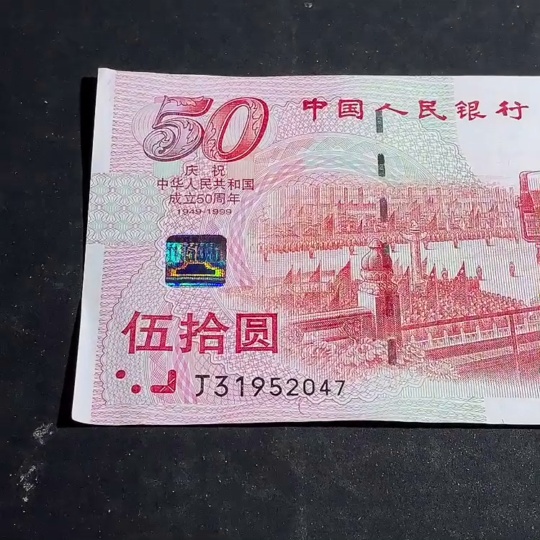 50
中国人民银行
庆祝
中华人民共和国
成立50周年
1949-1999
伍拾圆
J31952047